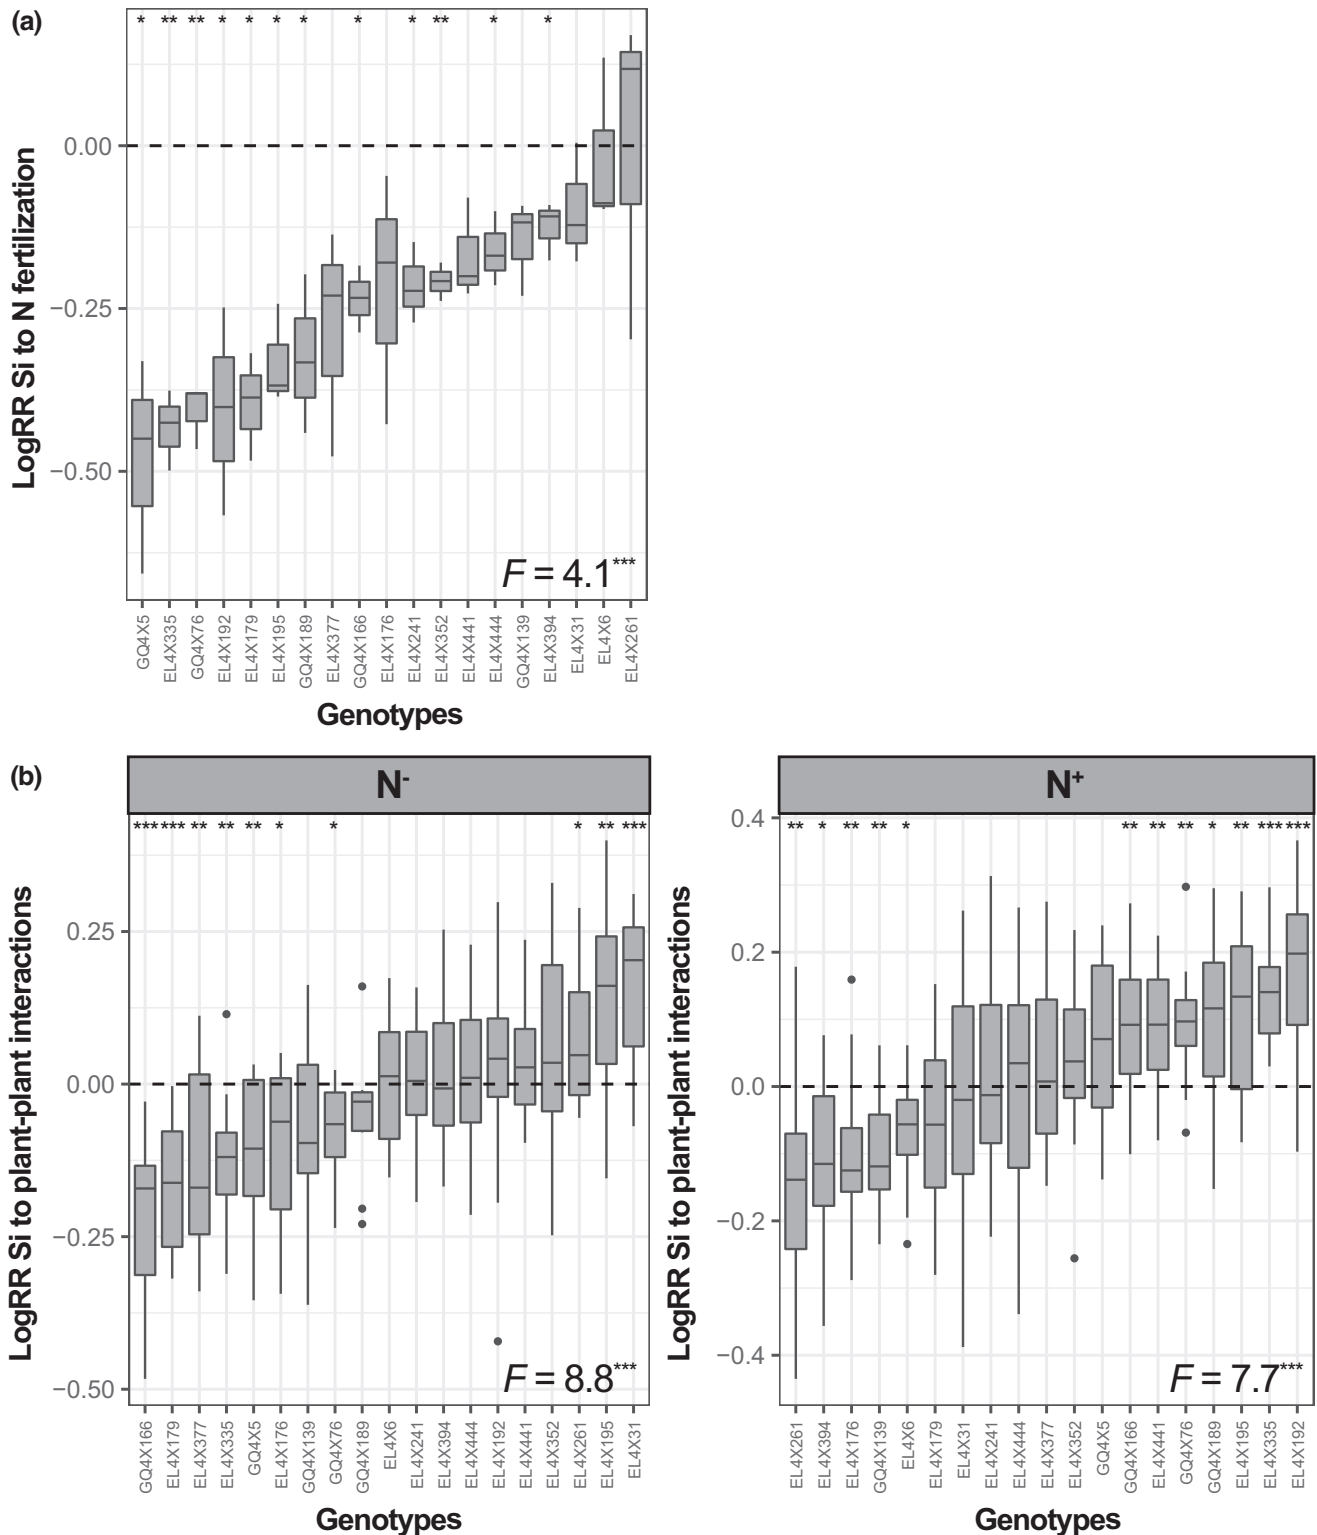 (a)
* ** ** * * * * * * ** * *
LogRR Si to N fertilization
0.00
−0.25
−0.50
F = 4.1***
GQ4X5
EL4X335
GQ4X76
EL4X192
EL4X179
EL4X195
GQ4X189
EL4X377
GQ4X166
EL4X176
EL4X241
EL4X352
EL4X441
EL4X444
GQ4X139
EL4X394
EL4X31
EL4X6
EL4X261
Genotypes
(b)
N-
*** *** ** ** ** * * * ** ***
LogRR Si to plant-plant interactions
0.25
0.00
−0.25
−0.50
F = 8.8***
GQ4X166
EL4X179
EL4X377
EL4X335
GQ4X5
EL4X176
GQ4X139
GQ4X76
GQ4X189
EL4X6
EL4X241
EL4X394
EL4X444
EL4X192
EL4X441
EL4X352
EL4X261
EL4X195
EL4X31
Genotypes
N+
** * ** ** * ** ** ** * ** *** ***
LogRR Si to plant-plant interactions
0.4
0.2
0.0
−0.2
−0.4
F = 7.7***
EL4X261
EL4X394
EL4X176
GQ4X139
EL4X6
EL4X179
EL4X31
EL4X241
EL4X444
EL4X377
EL4X352
GQ4X5
GQ4X166
EL4X441
GQ4X76
GQ4X189
EL4X195
EL4X335
EL4X192
Genotypes